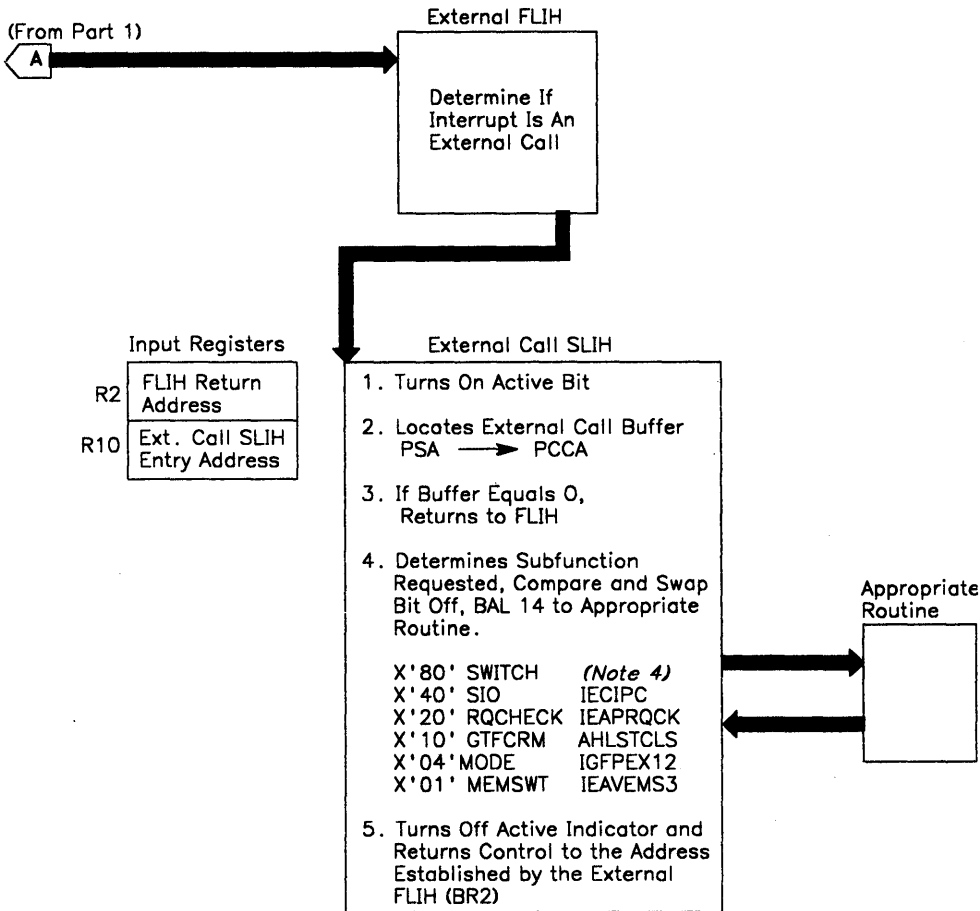 External FLIH
(From Part 1)
A
Determine If
Interrupt Is An
External Call
Input Registers
R2
FLIH Return
Address
R10
Ext. Call SLIH
Entry Address
External Call SLIH
1. Turns On Active Bit
2. Locates External Call Buffer
PSA → PCCA
3. If Buffer Equals 0,
Returns to FLIH
4. Determines Subfunction
Requested, Compare and Swap
Bit Off, BAL 14 to Appropriate
Routine.
X'80' SWITCH (Note 4)
X'40' SIO IECIPC
X'20' RQCHECK IEAPRQCK
X'10' GTFCRM AHLSTCLS
X'04'MODE IGFPEX12
X'01' MEMSWT IEAVEMS3
5. Turns Off Active Indicator and
Returns Control to the Address
Established by the External
FLIH (BR2)
Appropriate
Routine